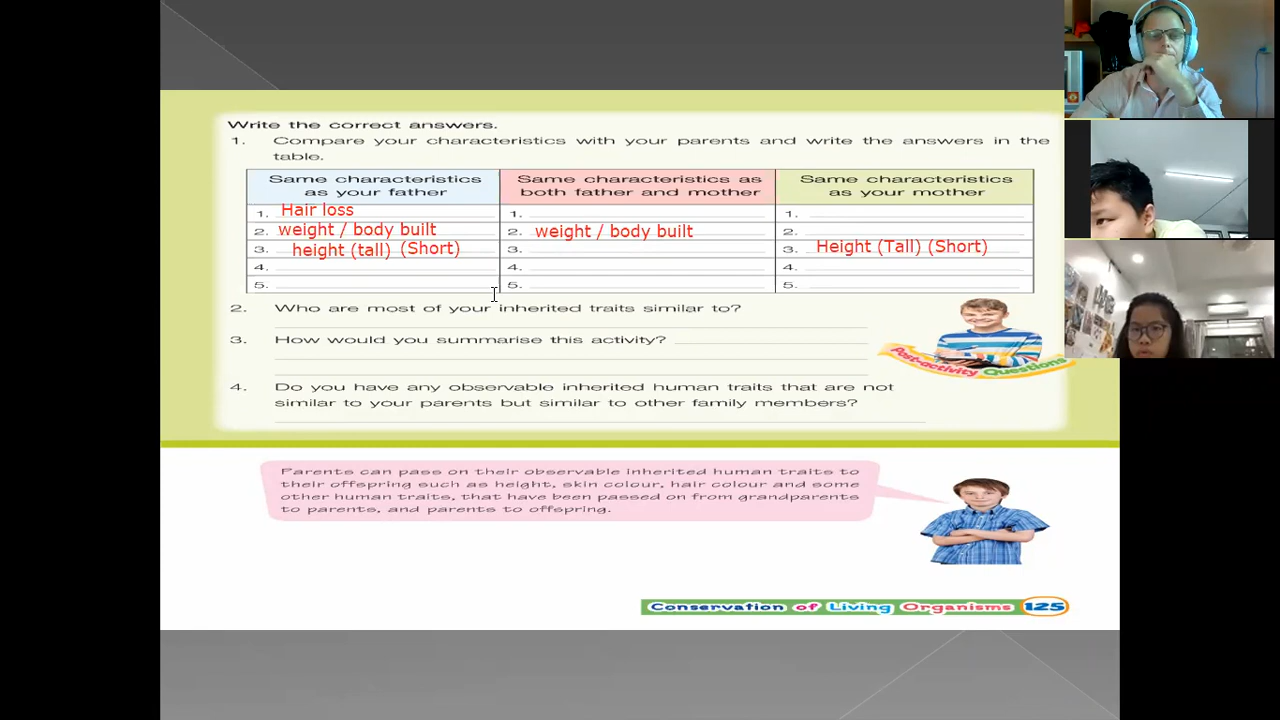 Write the correct answers.
1. Compare your characteristics with your parents and write the answers in the
table.
Same characteristics
as your father
Same characteristics as
both father and mother
Same characteristics
as your mother
1. Hair loss
1.
1.
2. weight / body built
2. weight / body built
2.
3. height (tall) (Short)
3.
3. Height (Tall) (Short)
4.
4.
4.
5.
5.
5.
2. Who are most of your inherited traits similar to?
3. How would you summarise this activity?
Post-activity Questions
4. Do you have any observable inherited human traits that are not
similar to your parents but similar to other family members?
Parents can pass on their observable inherited human traits to
their offspring such as height, skin colour, hair colour and some
other human traits, that have been passed on from grandparents
to parents, and parents to offspring.
Conservation of Living Organisms 125